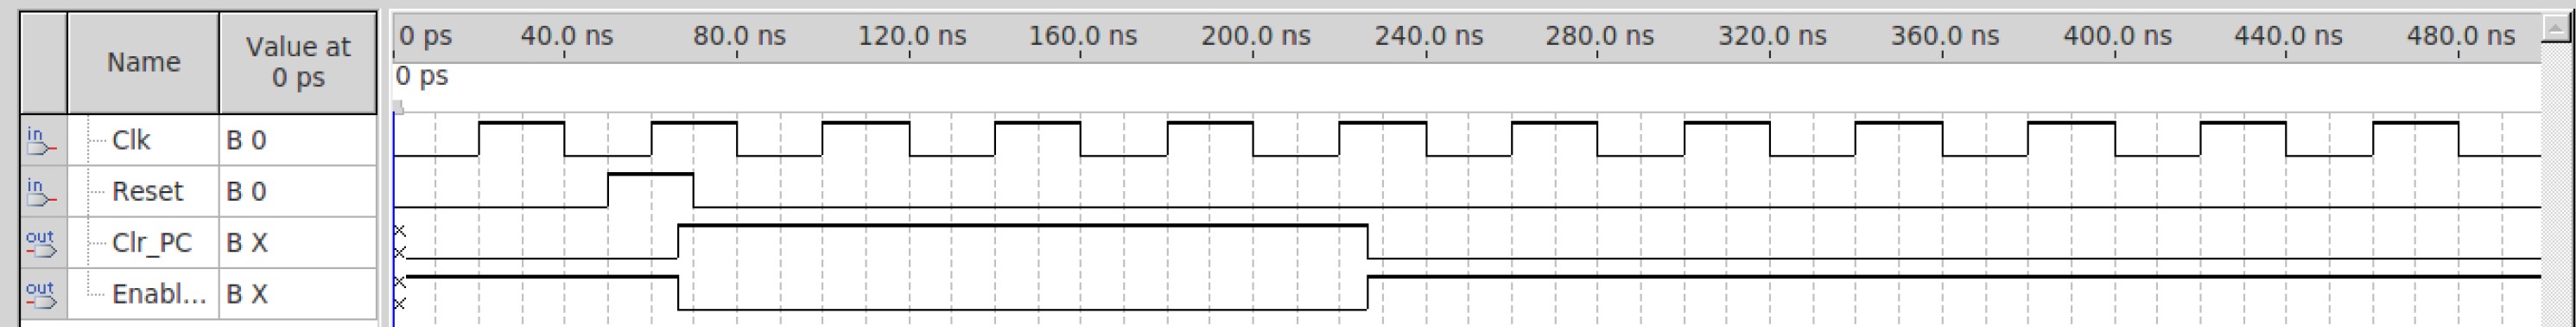 Name
Value at
0 ps
0 ps 40.0 ns 80.0 ns 120.0 ns 160.0 ns 200.0 ns 240.0 ns 280.0 ns 320.0 ns 360.0 ns 400.0 ns 440.0 ns 480.0 ns
0 ps
in Clk B 0
in Reset B 0
out Clr_PC B X
out Enabl... B X